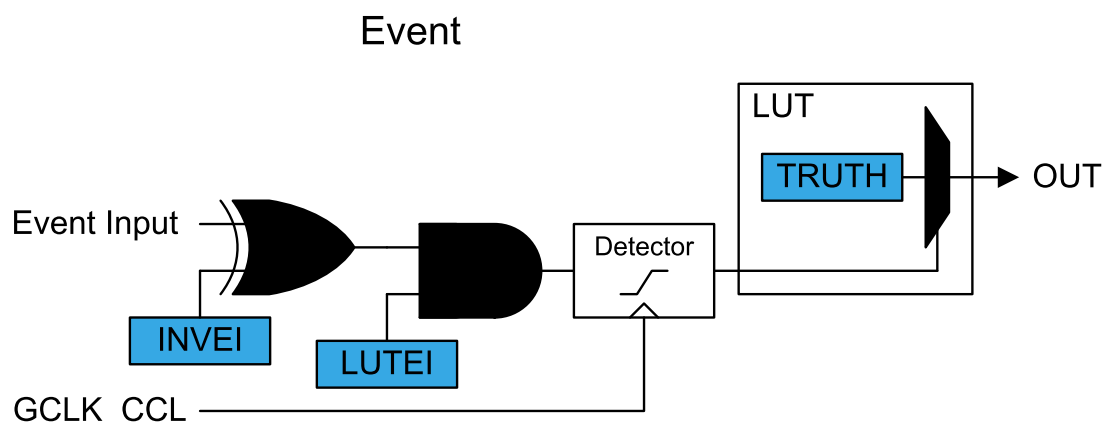 Event
LUT
TRUTH
OUT
Event Input
Detector
INVEI
LUTEI
GCLK CCL